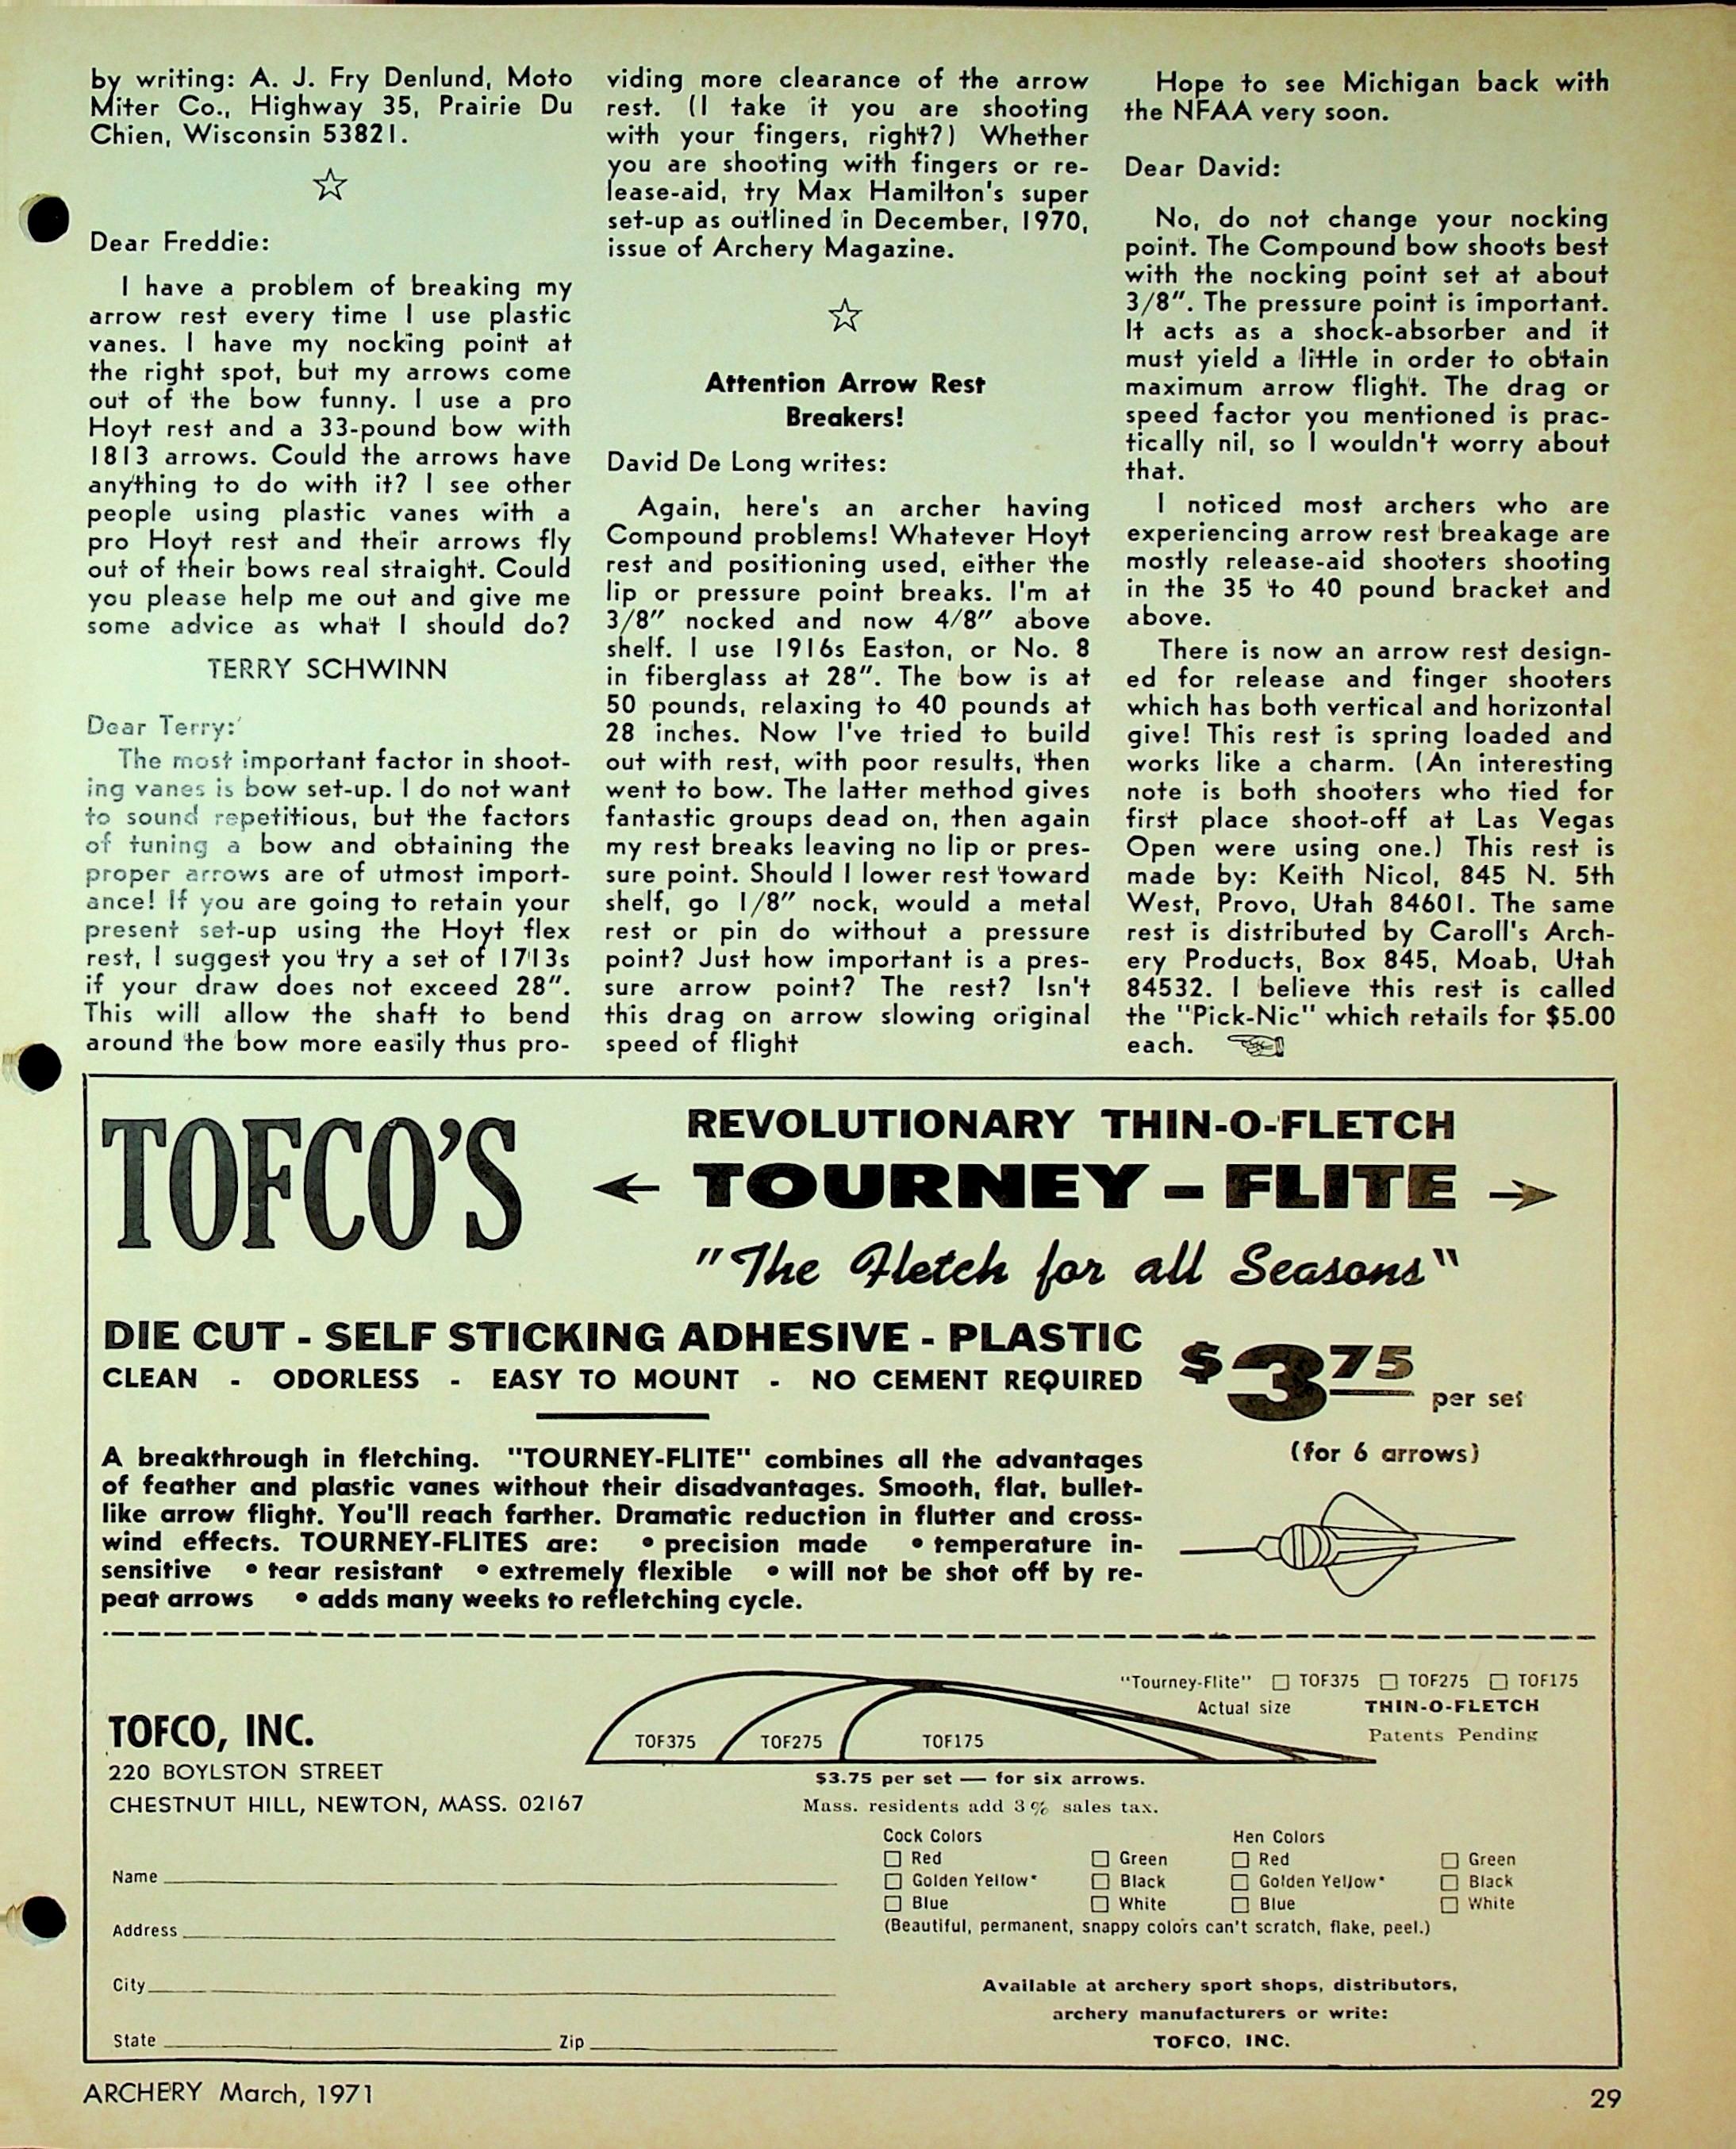 by writing: A. J. Fry Denlund, Moto
Miter Co., Highway 35, Prairie Du
Chien, Wisconsin 53821.
Dear Freddie:
I have a problem of breaking my
arrow rest every time I use plastic
vanes. I have my nocking point at
the right spot, but my arrows come
out of the bow funny. I use a pro
Hoyt rest and a 33-pound bow with
1813 arrows. Could the arrows have
anything to do with it? I see other
people using plastic vanes with a
pro Hoyt rest and their arrows fly
out of their bows real straight. Could
you please help me out and give me
some advice as what I should do?
TERRY SCHWINN
Dear Terry:
The most important factor in shoot-
ing vanes is bow set-up. I do not want
to sound repetitious, but the factors
of tuning a bow and obtaining the
proper arrows are of utmost import-
ance! If you are going to retain your
present set-up using the Hoyt flex
rest, I suggest you try a set of 1713s
if your draw does not exceed 28".
This will allow the shaft to bend
around the bow more easily thus pro-
viding more clearance of the arrow
rest. (I take it you are shooting
with your fingers, right?) Whether
you are shooting with fingers or re-
lease-aid, try Max Hamilton's super
set-up as outlined in December, 1970,
issue of Archery Magazine.
Attention Arrow Rest
Breakers!
David De Long writes:
Again, here's an archer having
Compound problems! Whatever Hoyt
rest and positioning used, either the
lip or pressure point breaks. I'm at
3/8" nocked and now 4/8" above
shelf. I use 1916s Easton, or No. 8
in fiberglass at 28". The bow is at
50 pounds, relaxing to 40 pounds at
28 inches. Now I've tried to build
out with rest, with poor results, then
went to bow. The latter method gives
fantastic groups dead on, then again
my rest breaks leaving no lip or pres-
sure point. Should I lower rest toward
shelf, go 1/8" nock, would a metal
rest or pin do without a pressure
point? Just how important is a pres-
sure arrow point? The rest? Isn't
this drag on arrow slowing original
speed of flight
Hope to see Michigan back with
the NFAA very soon.
Dear David:
No, do not change your nocking
point. The Compound bow shoots best
with the nocking point set at about
3/8". The pressure point is important.
It acts as a shock-absorber and it
must yield a little in order to obtain
maximum arrow flight. The drag or
speed factor you mentioned is prac-
tically nil, so I wouldn't worry about
that.
I noticed most archers who are
experiencing arrow rest breakage are
mostly release-aid shooters shooting
in the 35 to 40 pound bracket and
above.
There is now an arrow rest design-
ed for release and finger shooters
which has both vertical and horizontal
give! This rest is spring loaded and
works like a charm. (An interesting
note is both shooters who tied for
first place shoot-off at Las Vegas
Open were using one.) This rest is
made by: Keith Nicol, 845 N. 5th
West, Provo, Utah 84601. The same
rest is distributed by Caroll's Arch-
ery Products, Box 845, Moab, Utah
84532. I believe this rest is called
the "Pick-Nic" which retails for $5.00
each.
TOFCO'S
REVOLUTIONARY THIN-O-FLETCH
TOURNEY - FLITE
"The Fletch for all Seasons"
DIE CUT - SELF STICKING ADHESIVE - PLASTIC
CLEAN - ODORLESS - EASY TO MOUNT - NO CEMENT REQUIRED
$3.75 per set
(for 6 arrows)
A breakthrough in fletching. "TOURNEY-FLITE" combines all the advantages
of feather and plastic vanes without their disadvantages. Smooth, flat, bullet-
like arrow flight. You'll reach farther. Dramatic reduction in flutter and cross-
wind effects. TOURNEY-FLITES are: • precision made • temperature in-
sensitive • tear resistant • extremely flexible • will not be shot off by re-
peat arrows • adds many weeks to refletching cycle.
"Tourney-Flite" □ TOF375 □ TOF275 □ TOF175
Actual size THIN-O-FLETCH
Patents Pending
TOF375 TOF275 TOF175
TOFCO, INC.
220 BOYLSTON STREET
CHESTNUT HILL, NEWTON, MASS. 02167
$3.75 per set — for six arrows.
Mass. residents add 3% sales tax.
Cock Colors Hen Colors
□ Red □ Green □ Red □ Green
□ Golden Yellow* □ Black □ Golden Yellow* □ Black
□ Blue □ White □ Blue □ White
(Beautiful, permanent, snappy colors can't scratch, flake, peel.)
Name
Address
City
State Zip
Available at archery sport shops, distributors,
archery manufacturers or write:
TOFCO, INC.
ARCHERY March, 1971
29